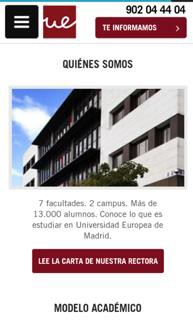 902 04 44 04
ue
TE INFORMAMOS
QUIÉNES SOMOS
7 facultades. 2 campus. Más de
13.000 alumnos. Conoce lo que es
estudiar en Universidad Europea de
Madrid.
LEE LA CARTA DE NUESTRA RECTORA
MODELO ACADÉMICO